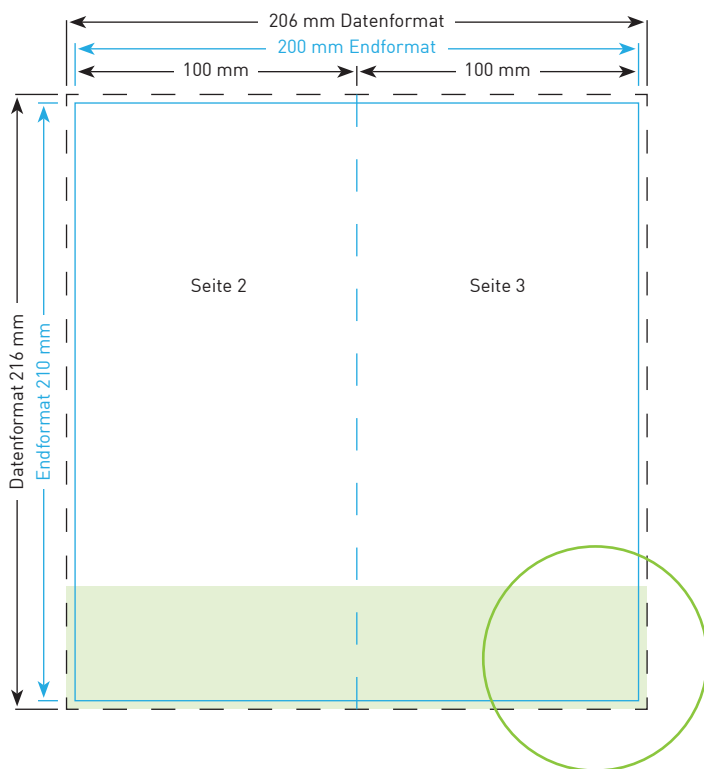 206 mm Datenformat
200 mm Endformat
100 mm
100 mm
Seite 2
Seite 3
Datenformat 216 mm
Endformat 210 mm